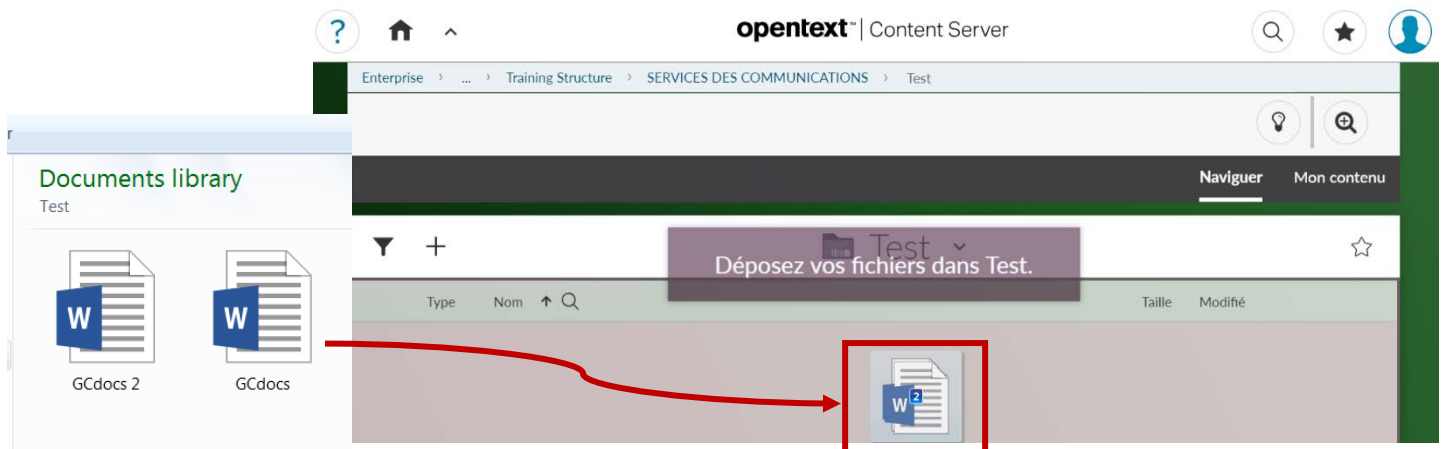 ?
opentext™ | Content Server
Enterprise › ... › Training Structure › SERVICES DES COMMUNICATIONS › Test
r
Documents library
Test
Naviguer Mon contenu
Test
Déposez vos fichiers dans Test.
Type Nom Taille Modifié
W W
GCdocs 2 GCdocs
W 2